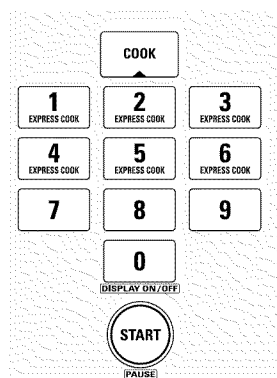 COOK
1 2 3
EXPRESS COOK EXPRESS COOK EXPRESS COOK
4 5 6
EXPRESS COOK EXPRESS COOK EXPRESS COOK
7 8 9
0
DISPLAY ON/OFF
START
PAUSE